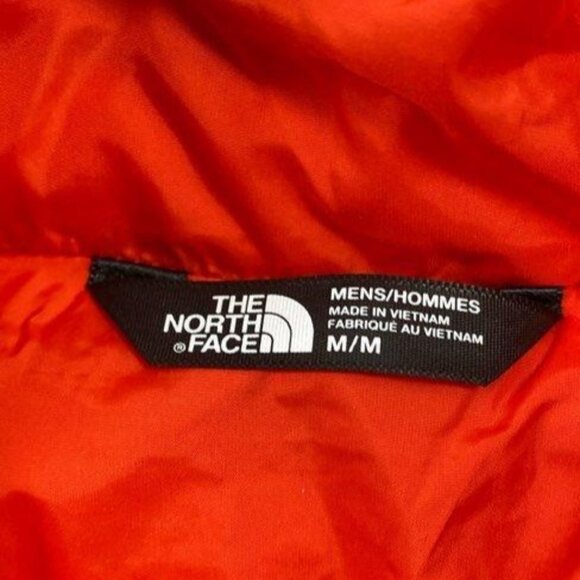 THE
NORTH
® FACE
MENS/HOMMES
MADE IN VIETNAM
FABRIQUÉ AU VIETNAM
M/M